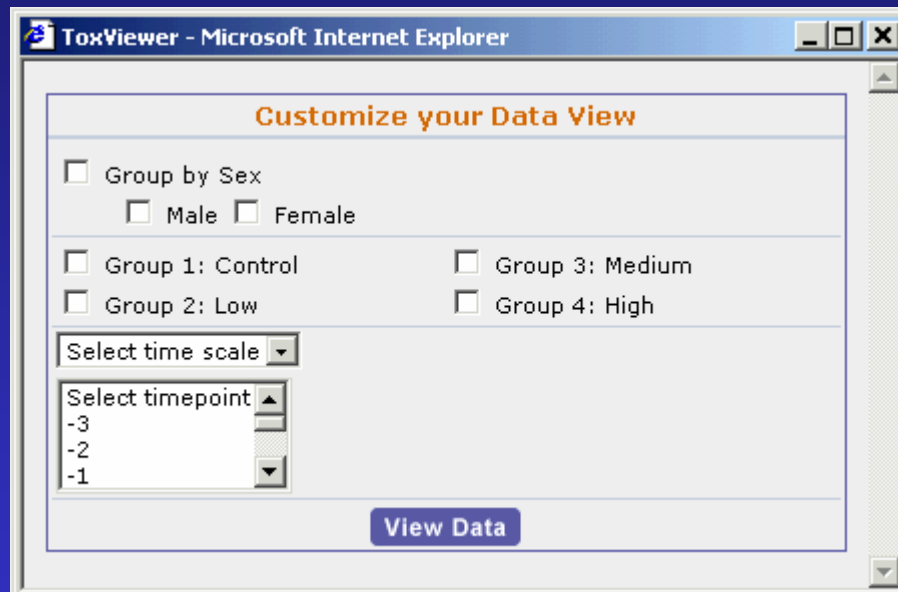 ToxViewer - Microsoft Internet Explorer
Customize your Data View
Group by Sex
Male Female
Group 1: Control Group 3: Medium
Group 2: Low Group 4: High
Select time scale
Select timepoint
-3
-2
-1
View Data